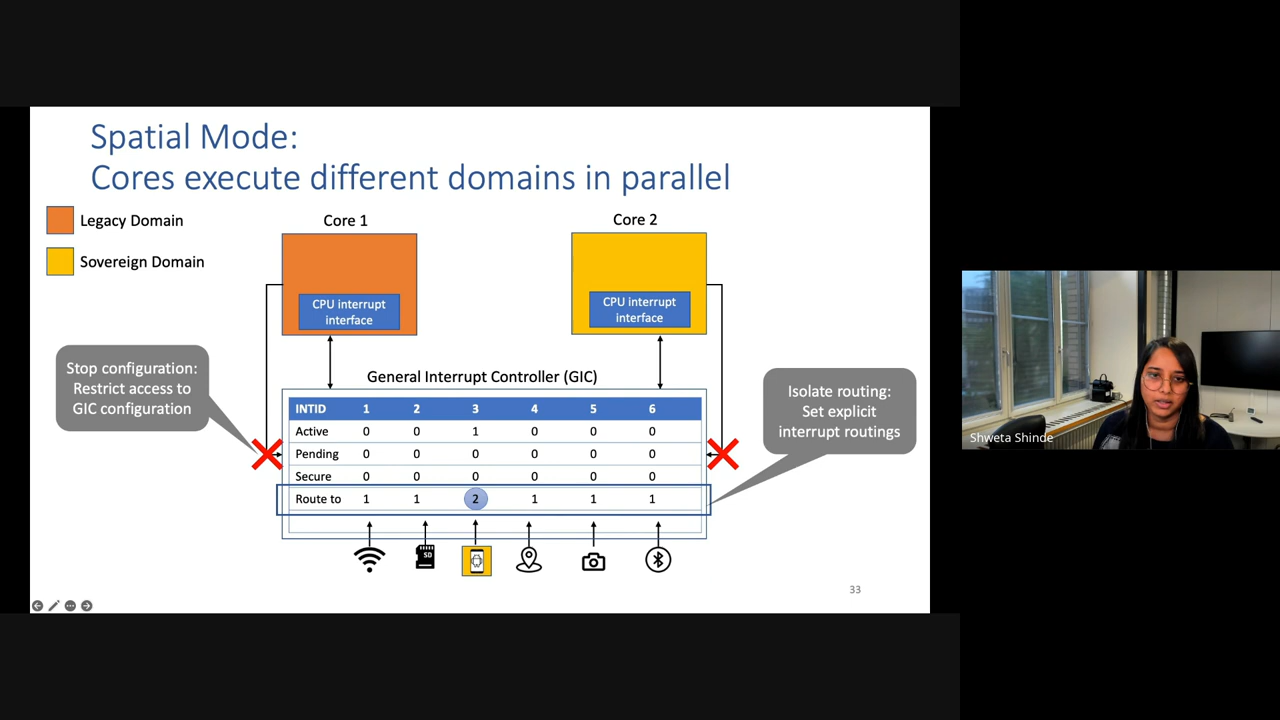 Spatial Mode:
Cores execute different domains in parallel
Legacy Domain
Sovereign Domain
Core 1
Core 2
CPU interrupt
interface
CPU interrupt
interface
Stop configuration:
Restrict access to
GIC configuration
General Interrupt Controller (GIC)
Isolate routing:
Set explicit
interrupt routings
INTID 1 2 3 4 5 6
Active 0 0 1 0 0 0
Pending 0 0 0 0 0 0
Secure 0 0 0 0 0 0
Route to 1 1 2 1 1 1
SD
33
Shweta Shinde